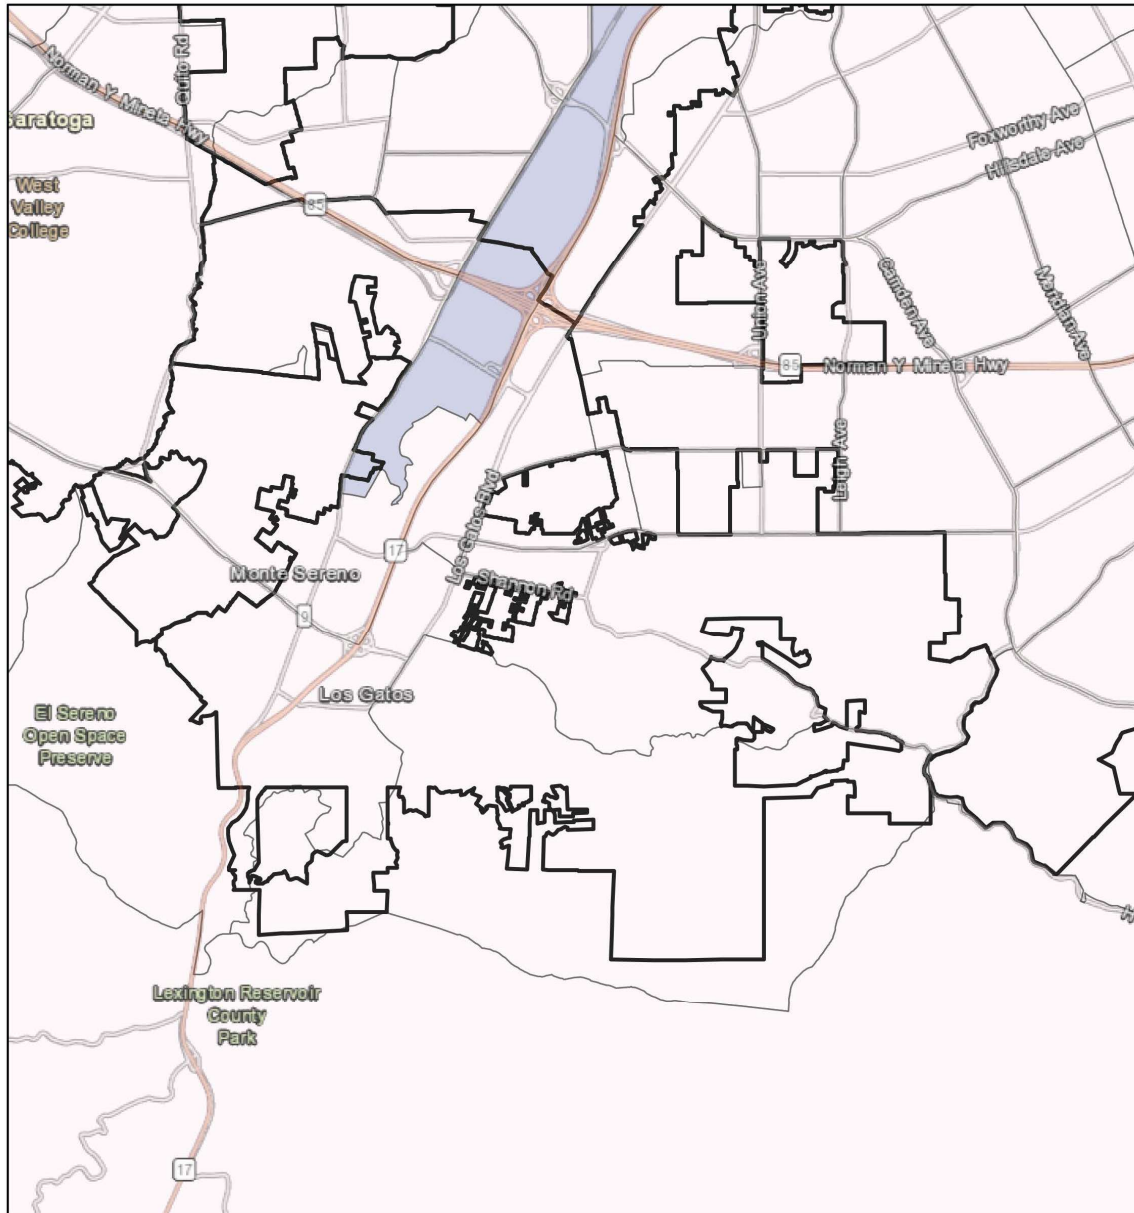 Quito Rd
Norman Y Mineta Hwy
Saratoga
Foxworthy Ave
Hillsdale Ave
West
Valley
College
85
Union Ave
Camden Ave
Meridian Ave
85
Norman Y Mineta Hwy
Leigh Ave
Los Gatos Blvd
17
Monte Sereno
Shannon Rd
9
Los Gatos
El Sereno
Open Space
Preserve
Lexington Reservoir
County
Park
17